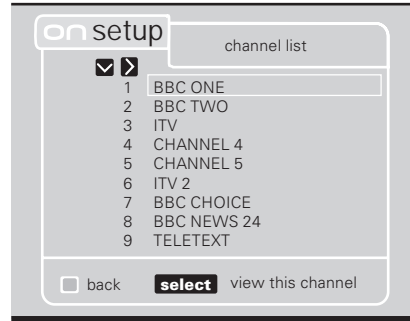 on setup
channel list
1 BBC ONE
2 BBC TWO
3 ITV
4 CHANNEL 4
5 CHANNEL 5
6 ITV 2
7 BBC CHOICE
8 BBC NEWS 24
9 TELETEXT
back select view this channel